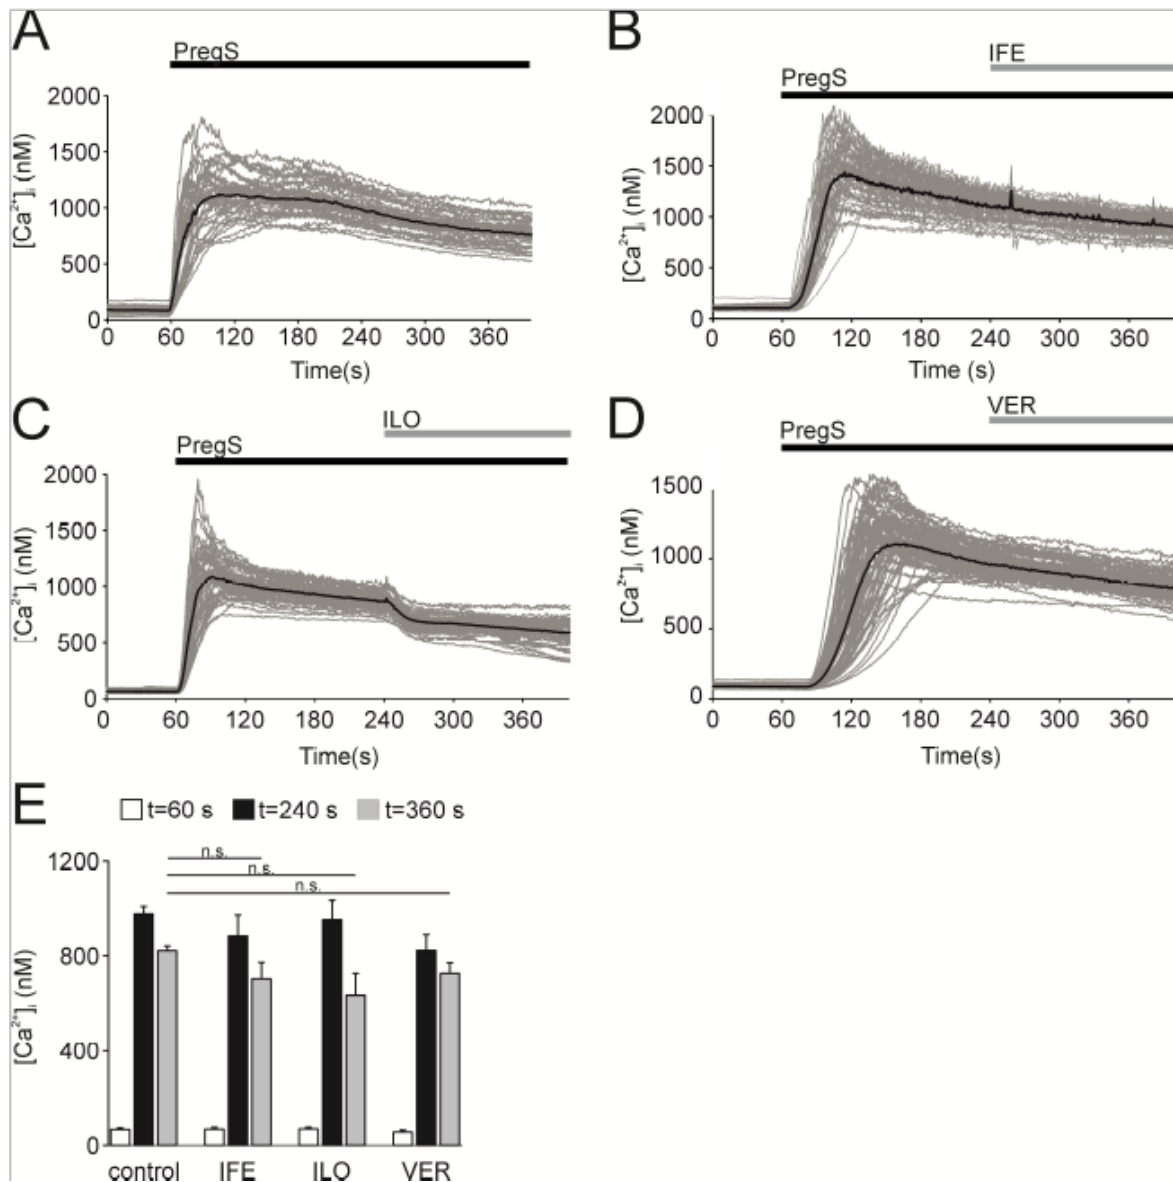 A
PregS
2000
1500
1000
500
0
[Ca²⁺]ᵢ (nM)
0 60 120 180 240 300 360
Time(s)
B
IFE
PregS
2000
1500
1000
500
0
[Ca²⁺]ᵢ (nM)
0 60 120 180 240 300 360
Time (s)
C
ILO
PregS
2000
1500
1000
500
0
[Ca²⁺]ᵢ (nM)
0 60 120 180 240 300 360
Time(s)
D
VER
PregS
1500
1000
500
0
[Ca²⁺]ᵢ (nM)
0 60 120 180 240 300 360
Time(s)
E
t=60 s t=240 s t=360 s
n.s.
n.s.
n.s.
1200
800
400
0
[Ca²⁺]ᵢ (nM)
control IFE ILO VER